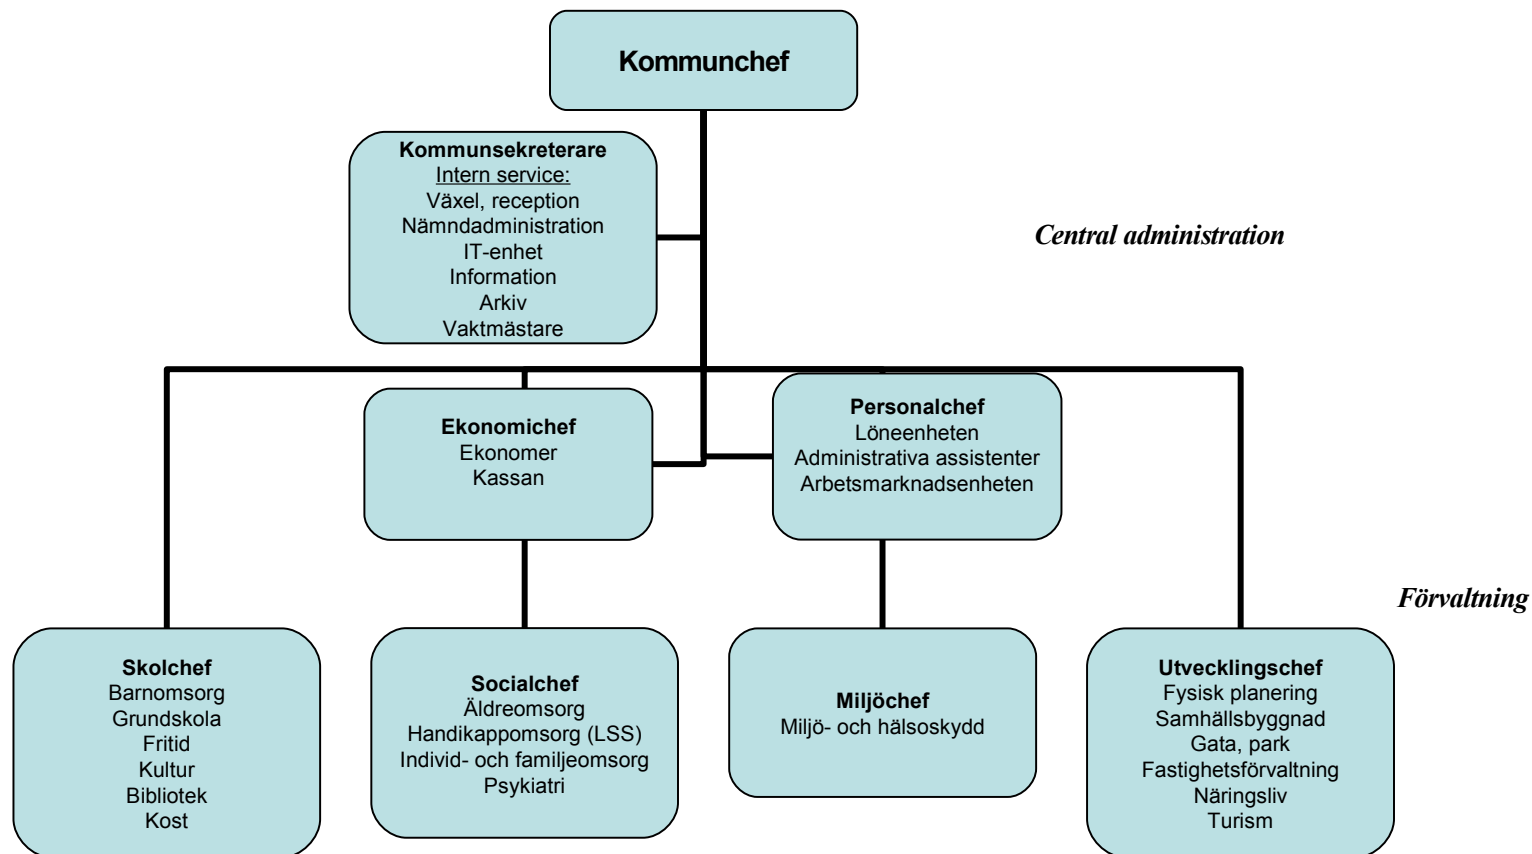 Kommunchef
Kommunsekreterare
Intern service:
Växel, reception
Nämndadministration
IT-enhet
Information
Arkiv
Vaktmästare
Central administration
Ekonomichef
Ekonomer
Kassan
Personalchef
Löneenheten
Administrativa assistenter
Arbetsmarknadsenheten
Förvaltning
Skolchef
Barnomsorg
Grundskola
Fritid
Kultur
Bibliotek
Kost
Socialchef
Äldreomsorg
Handikappomsorg (LSS)
Individ- och familjeomsorg
Psykiatri
Miljöchef
Miljö- och hälsoskydd
Utvecklingschef
Fysisk planering
Samhällsbyggnad
Gata, park
Fastighetsförvaltning
Näringsliv
Turism